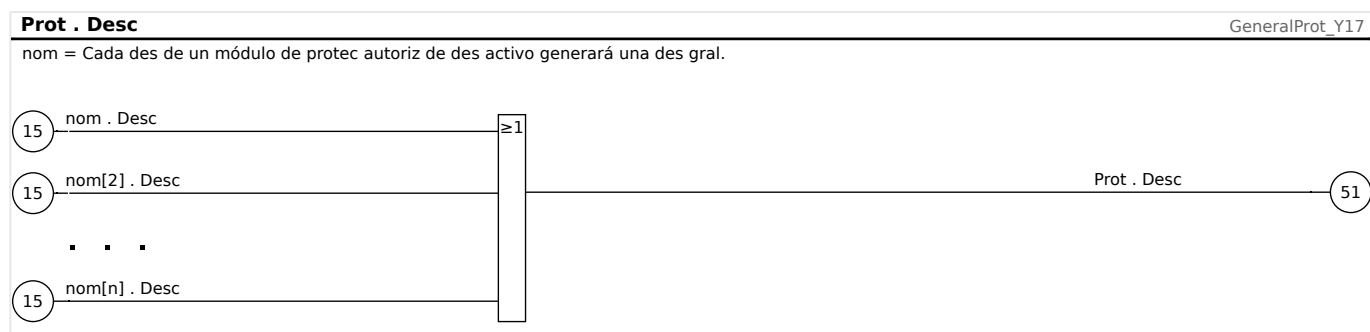 Prot . Desc
GeneralProt_Y17
nom = Cada des de un módulo de protec autoriz de des activo generará una des gral.
15
nom . Desc
≥1
15
nom[2] . Desc
Prot . Desc
51
. . .
15
nom[n] . Desc